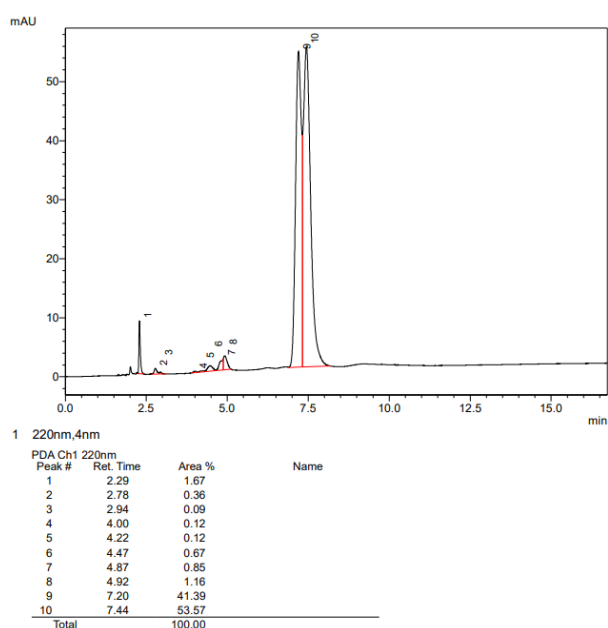 mAU
50
40
30
20
10
0
1
2
3
4
5
6
7
8
9
10
0.0 2.5 5.0 7.5 10.0 12.5 15.0
min
1 220nm,4nm
PDA Ch1 220nm
Peak # Ret. Time Area % Name
1 2.29 1.67
2 2.78 0.36
3 2.94 0.09
4 4.00 0.12
5 4.22 0.12
6 4.47 0.67
7 4.87 0.85
8 4.92 1.16
9 7.20 41.39
10 7.44 53.57
Total 100.00